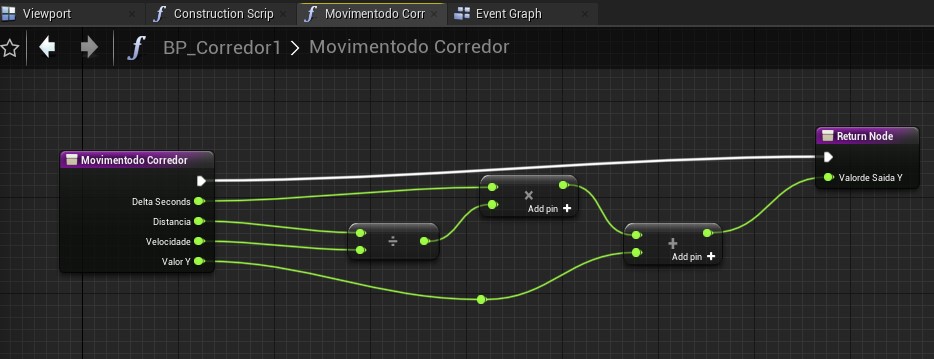 Viewport
Construction Scrip
Movimentodo Corr
Event Graph
BP_Corredor1 > Movimentodo Corredor
Movimentodo Corredor
Delta Seconds
Distancia
Velocidade
Valor Y
÷
×
Add pin +
+
Add pin +
Return Node
Valorde Saida Y